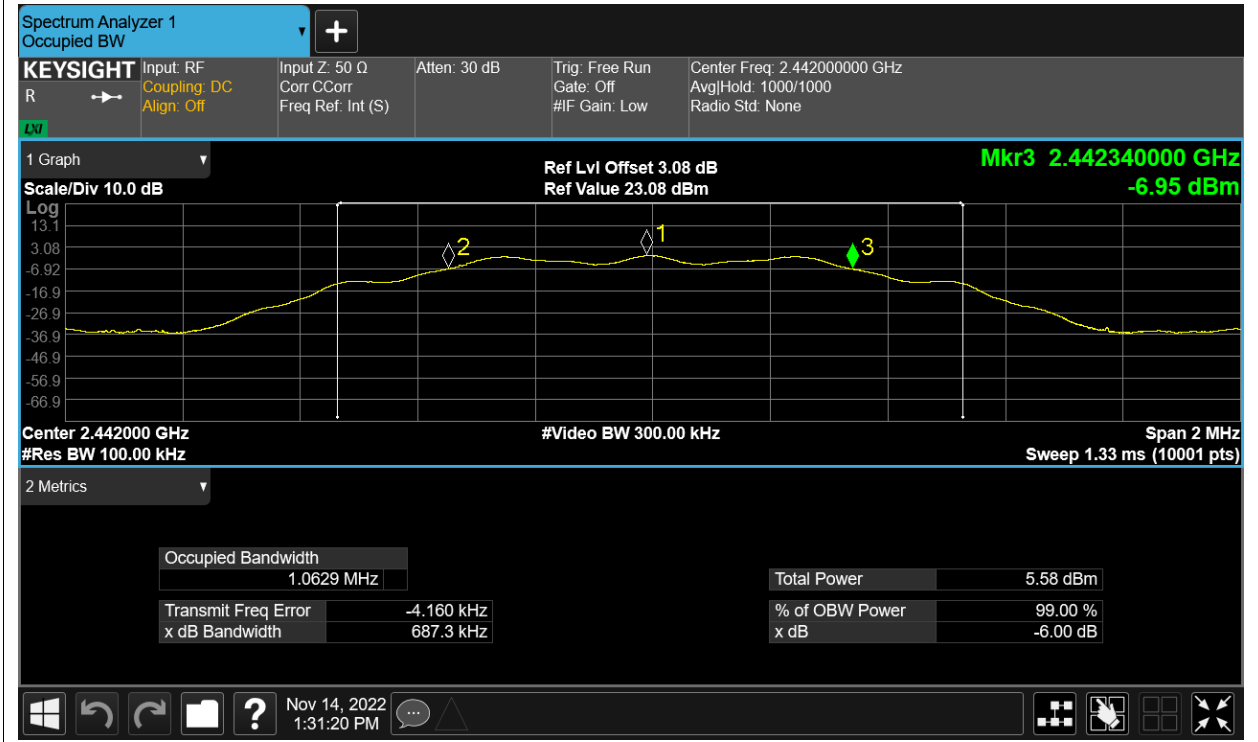 Spectrum Analyzer 1
Occupied BW
KEYSIGHT
R
LXI
Input: RF
Coupling: DC
Align: Off
Input Z: 50 Ω
Corr CCorr
Freq Ref: Int (S)
Atten: 30 dB
Trig: Free Run
Gate: Off
#IF Gain: Low
Center Freq: 2.442000000 GHz
Avg|Hold: 1000/1000
Radio Std: None
1 Graph
Scale/Div 10.0 dB
Ref Lvl Offset 3.08 dB
Ref Value 23.08 dBm
Mkr3 2.442340000 GHz
-6.95 dBm
Log
13.1
3.08
-6.92
-16.9
-26.9
-36.9
-46.9
-56.9
-66.9
2
1
3
Center 2.442000 GHz
#Res BW 100.00 kHz
#Video BW 300.00 kHz
Span 2 MHz
Sweep 1.33 ms (10001 pts)
2 Metrics
Occupied Bandwidth
1.0629 MHz
Transmit Freq Error -4.160 kHz
x dB Bandwidth 687.3 kHz
Total Power 5.58 dBm
% of OBW Power 99.00 %
x dB -6.00 dB
?
Nov 14, 2022
1:31:20 PM